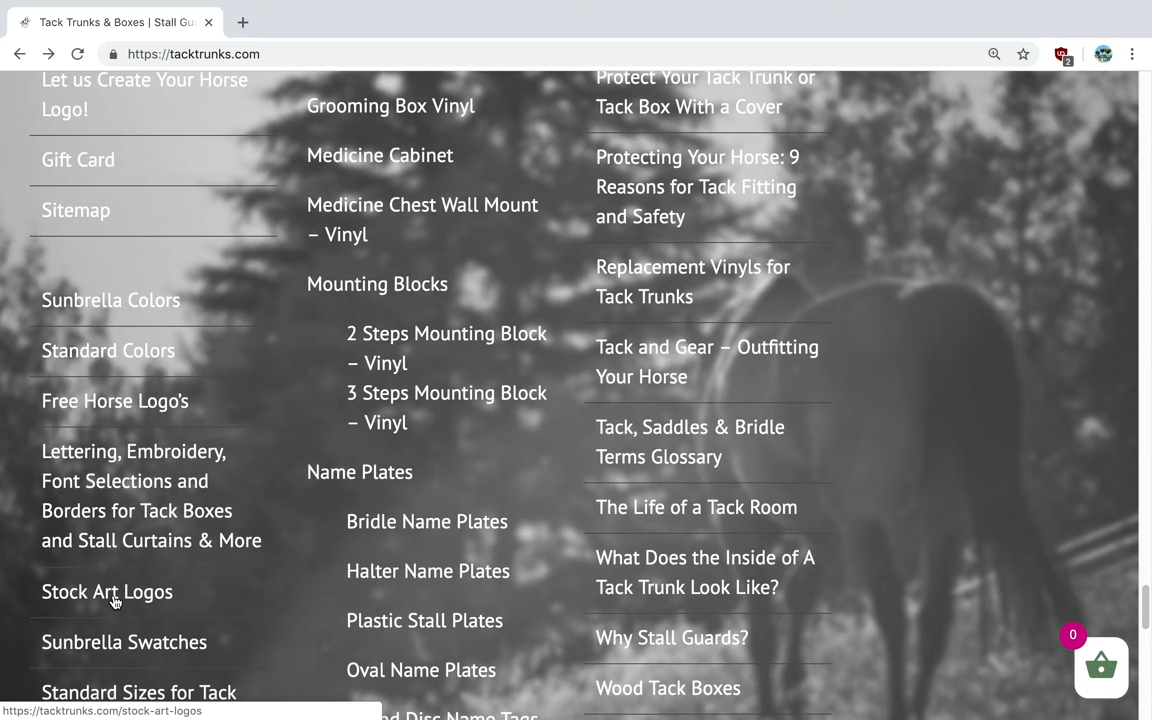 Tack Trunks & Boxes | Stall Gu
https://tacktrunks.com
2
Let us Create Your Horse
Logo!
Gift Card
Sitemap
Sunbrella Colors
Standard Colors
Free Horse Logo's
Lettering, Embroidery,
Font Selections and
Borders for Tack Boxes
and Stall Curtains & More
Stock Art Logos
Sunbrella Swatches
Standard Sizes for Tack
Grooming Box Vinyl
Medicine Cabinet
Medicine Chest Wall Mount
– Vinyl
Mounting Blocks
2 Steps Mounting Block
– Vinyl
3 Steps Mounting Block
– Vinyl
Name Plates
Bridle Name Plates
Halter Name Plates
Plastic Stall Plates
Oval Name Plates
nd Disc Name Tags
Protect Your Tack Trunk or
Tack Box With a Cover
Protecting Your Horse: 9
Reasons for Tack Fitting
and Safety
Replacement Vinyls for
Tack Trunks
Tack and Gear – Outfitting
Your Horse
Tack, Saddles & Bridle
Terms Glossary
The Life of a Tack Room
What Does the Inside of A
Tack Trunk Look Like?
Why Stall Guards?
Wood Tack Boxes
0
https://tacktrunks.com/stock-art-logos